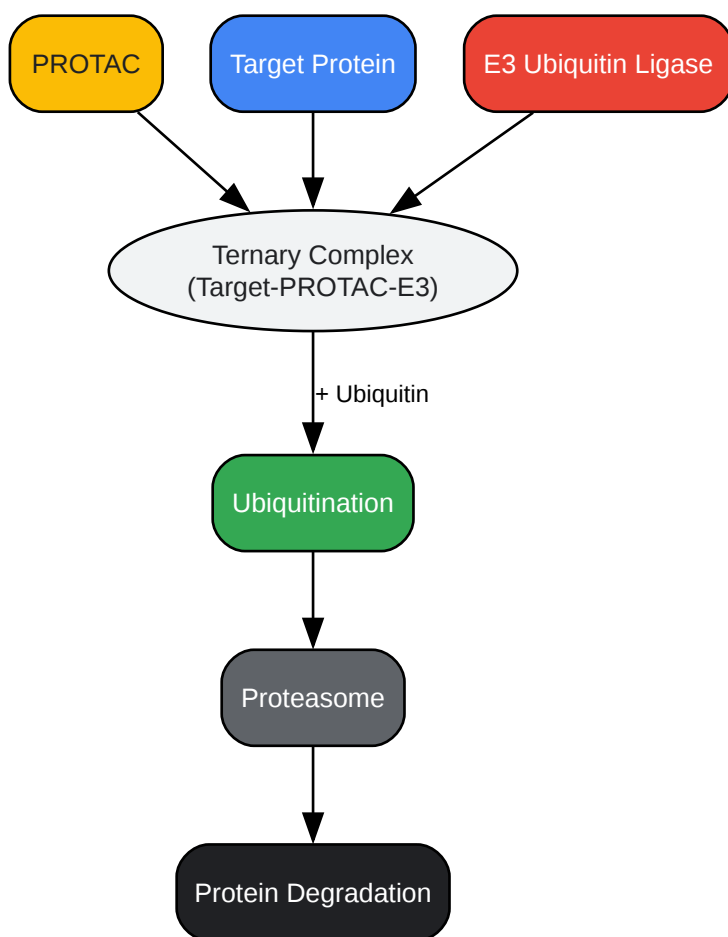 PROTAC
Target Protein
E3 Ubiquitin Ligase
Ternary Complex
(Target-PROTAC-E3)
+ Ubiquitin
Ubiquitination
Proteasome
Protein Degradation